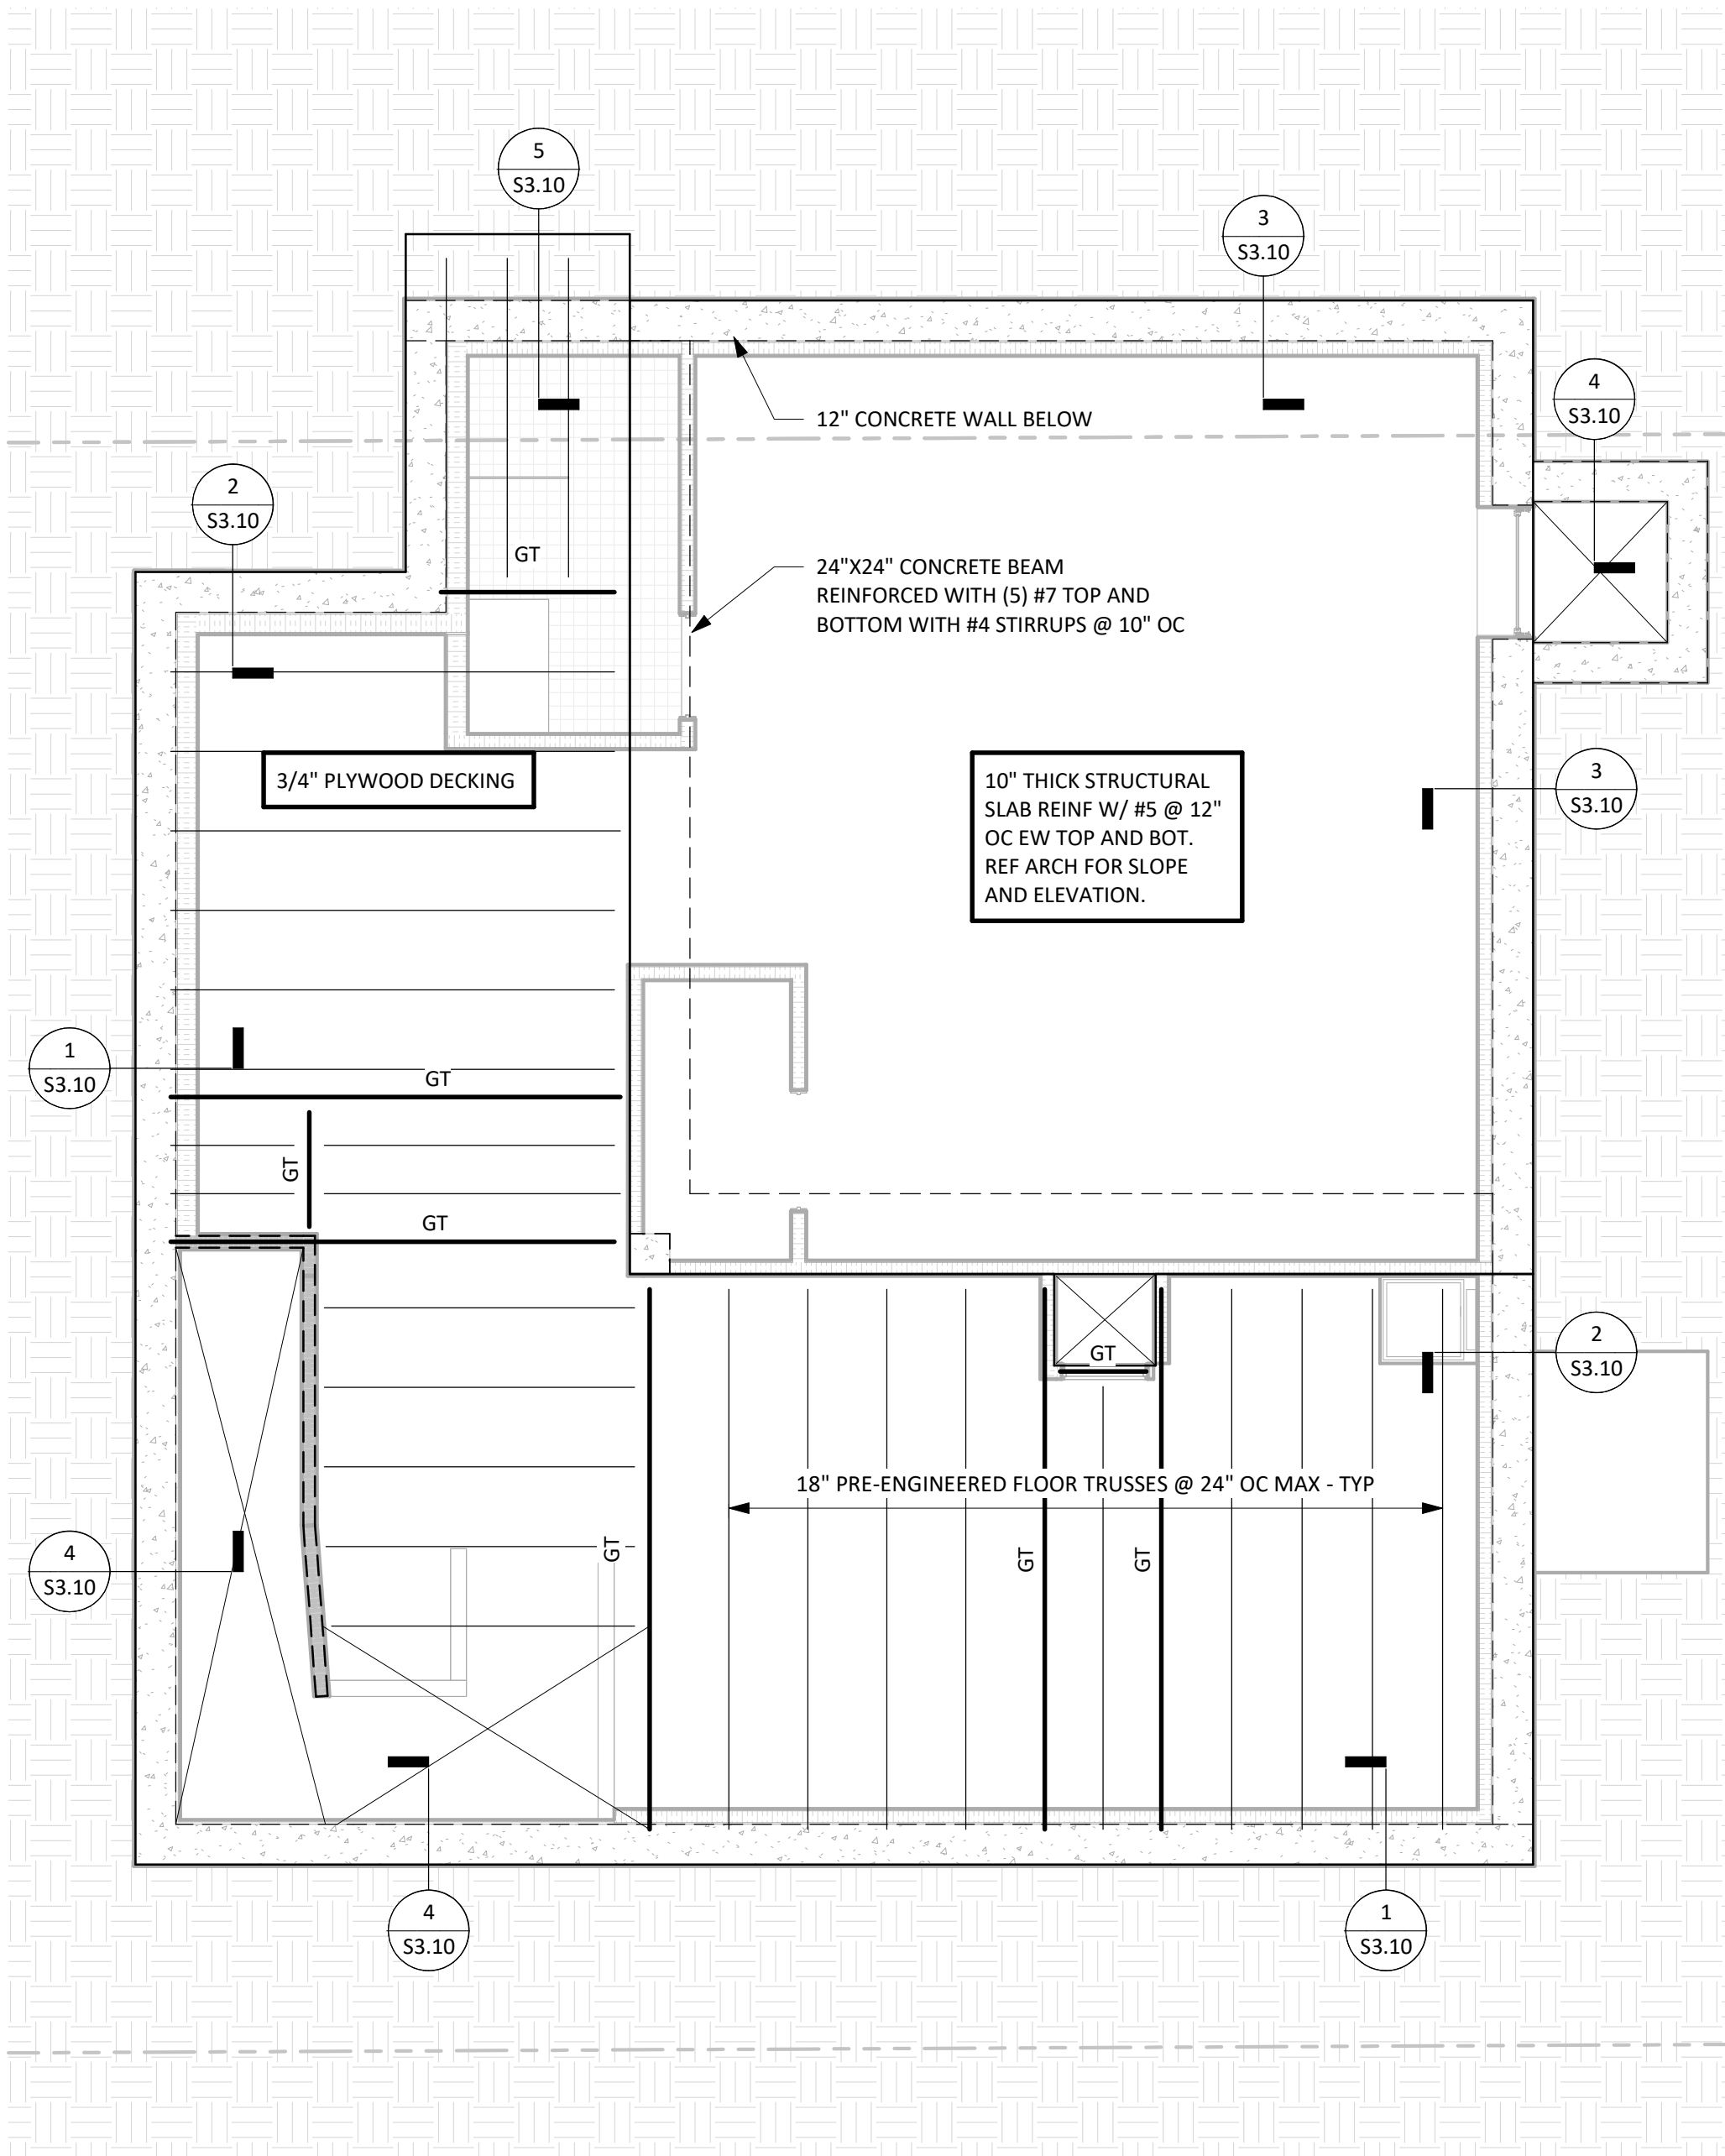 5
S3.10
3
S3.10
4
S3.10
12" CONCRETE WALL BELOW
2
S3.10
GT
24"X24" CONCRETE BEAM
REINFORCED WITH (5) #7 TOP AND
BOTTOM WITH #4 STIRRUPS @ 10" OC
3/4" PLYWOOD DECKING
10" THICK STRUCTURAL
SLAB REINF W/ #5 @ 12"
OC EW TOP AND BOT.
REF ARCH FOR SLOPE
AND ELEVATION.
3
S3.10
1
S3.10
GT
GT
GT
2
S3.10
GT
18" PRE-ENGINEERED FLOOR TRUSSES @ 24" OC MAX - TYP
4
S3.10
GT
GT
GT
4
S3.10
1
S3.10